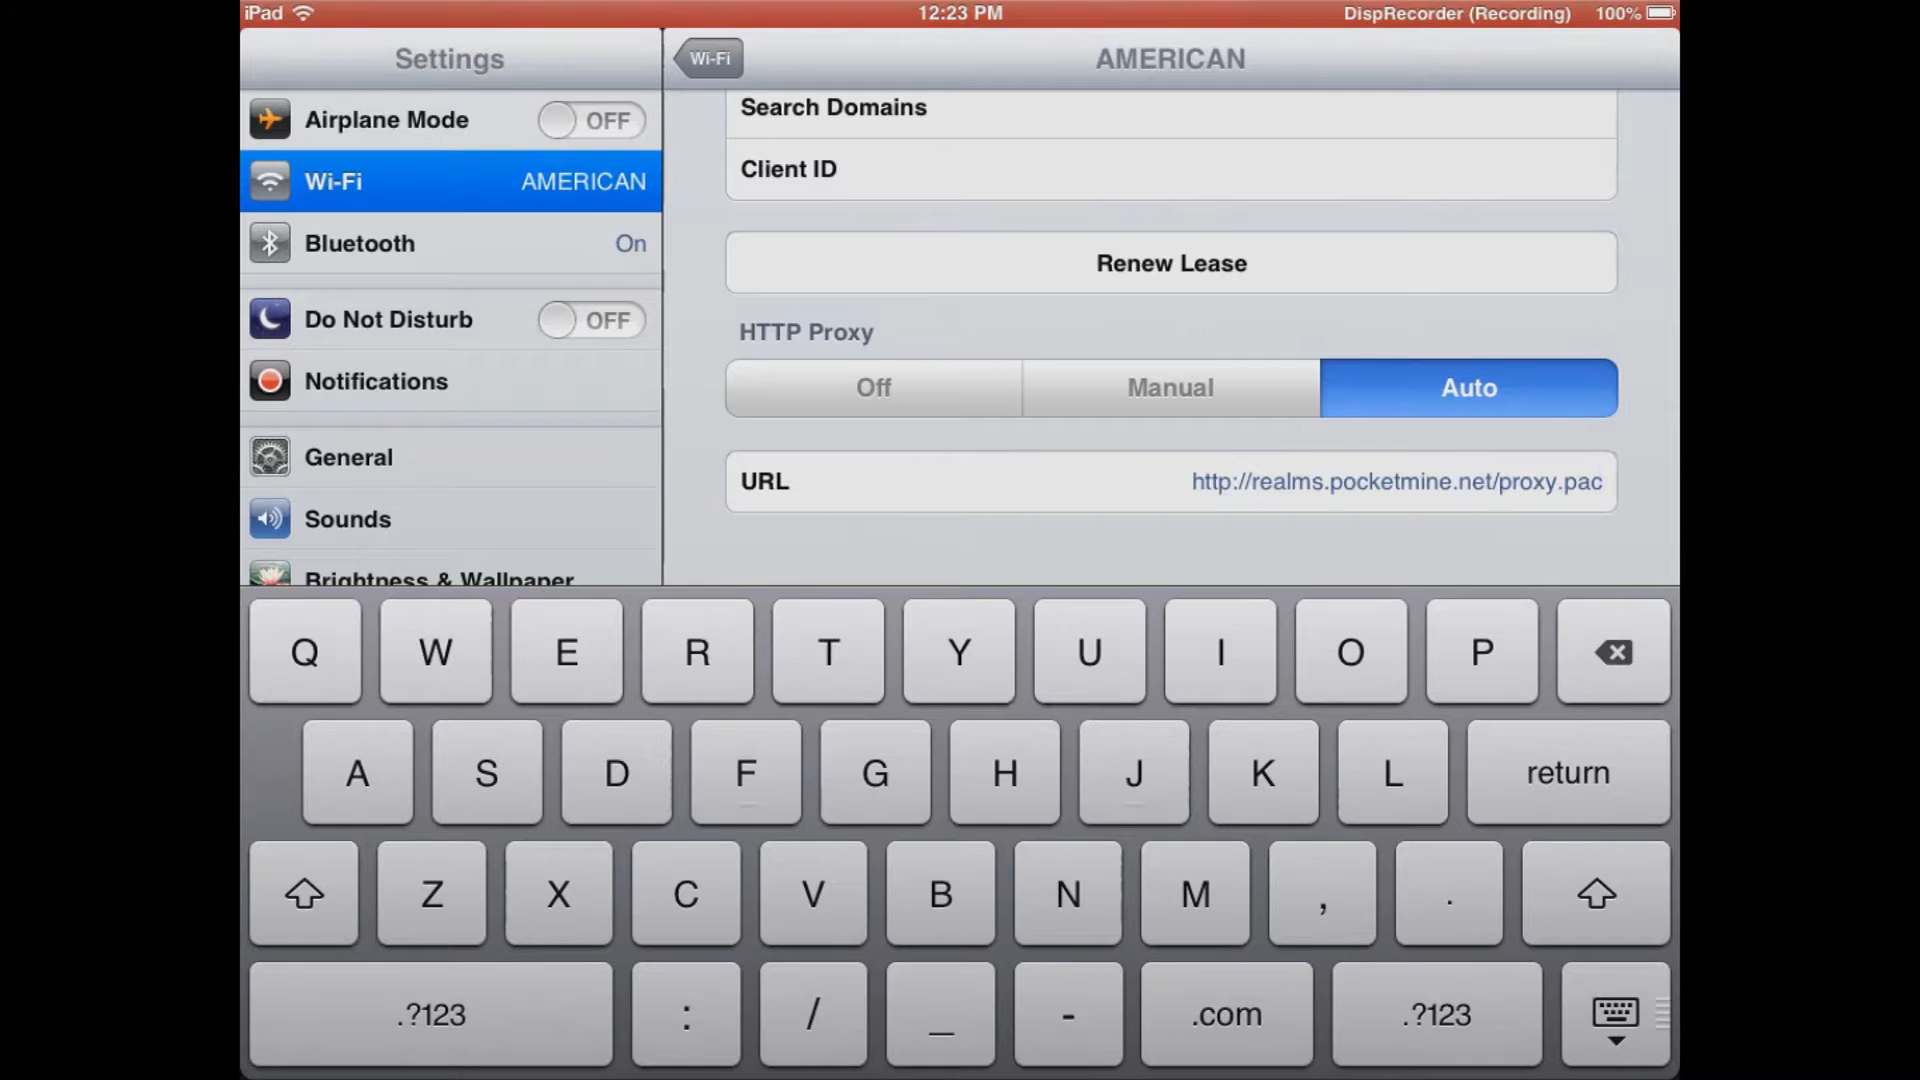 iPad
12:23 PM
DispRecorder (Recording)
100%
Settings
Wi-Fi
AMERICAN
Airplane Mode
OFF
Wi-Fi
AMERICAN
Bluetooth
On
Do Not Disturb
OFF
Notifications
General
Sounds
Brightness & Wallpaper
Search Domains
Client ID
Renew Lease
HTTP Proxy
Off
Manual
Auto
URL
http://realms.pocketmine.net/proxy.pac
Q W E R T Y U I O P
A S D F G H J K L return
Z X C V B N M , .
.?123 : / _ - .com .?123